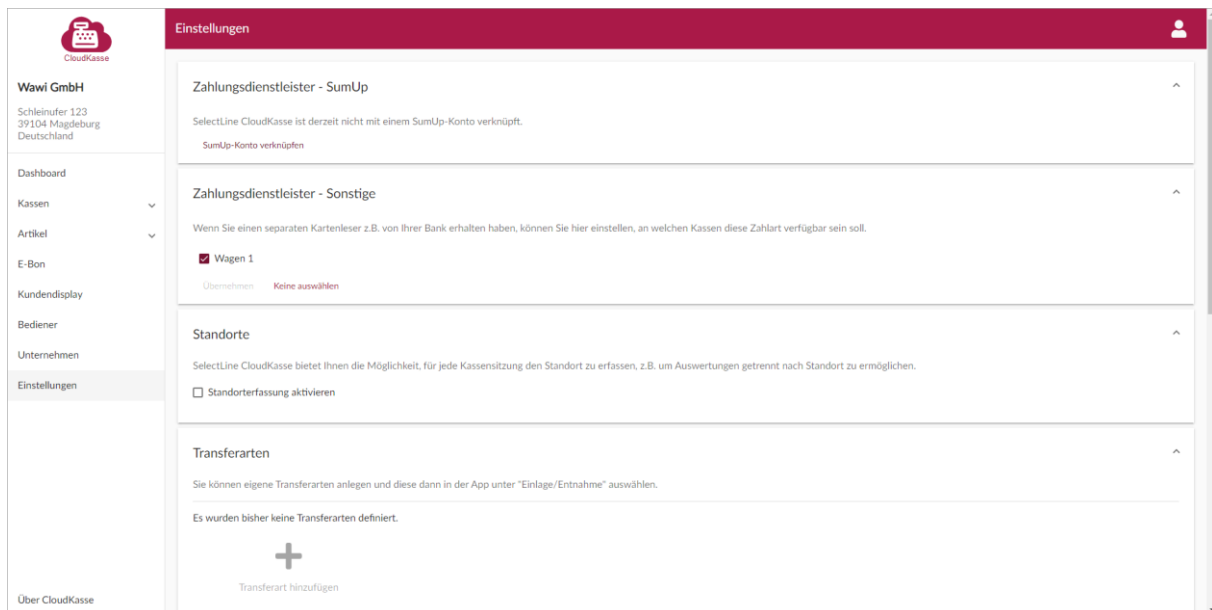 CloudKasse
Wawi GmbH
Schleinufer 123
39104 Magdeburg
Deutschland
Dashboard
Kassen
Artikel
E-Bon
Kundendisplay
Bediener
Unternehmen
Einstellungen
Über CloudKasse
Einstellungen
Zahlungsdienstleister - SumUp
SelectLine CloudKasse ist derzeit nicht mit einem SumUp-Konto verknüpft.
SumUp-Konto verknüpfen
Zahlungsdienstleister - Sonstige
Wenn Sie einen separaten Kartenleser z.B. von Ihrer Bank erhalten haben, können Sie hier einstellen, an welchen Kassen diese Zahlart verfügbar sein soll.
Wagen 1
Übernehmen Keine auswählen
Standorte
SelectLine CloudKasse bietet Ihnen die Möglichkeit, für jede Kassensitzung den Standort zu erfassen, z.B. um Auswertungen getrennt nach Standort zu ermöglichen.
Standorterfassung aktivieren
Transferarten
Sie können eigene Transferarten anlegen und diese dann in der App unter "Einlage/Entnahme" auswählen.
Es wurden bisher keine Transferarten definiert.
Transferart hinzufügen